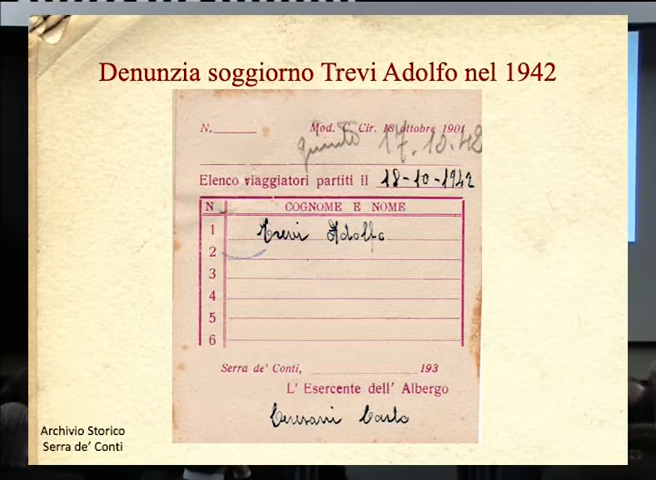 Denunzia soggiorno Trevi Adolfo nel 1942
N.
Mod. C. Cir. 18 ottobre 1901
giunto 17.10.42
Elenco viaggiatori partiti il 18-10-1942
N COGNOME E NOME
1 Trevi Adolfo
2
3
4
5
6
Serra de' Conti, 193
L' Esercente dell' Albergo
Carlo
Archivio Storico
Serra de' Conti